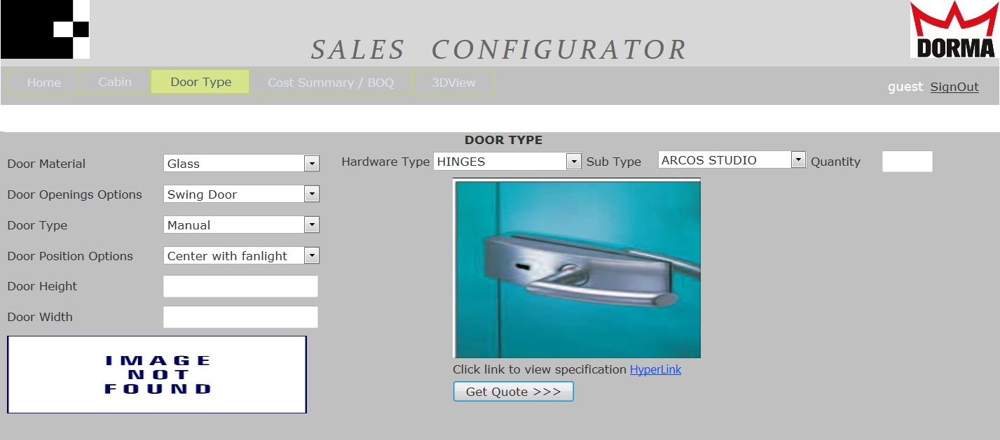 SALES CONFIGURATOR
DORMA
Home Cabin Door Type Cost Summary / BOQ 3DView
guest SignOut
DOOR TYPE
Door Material Glass
Hardware Type HINGES Sub Type ARCOS STUDIO Quantity
Door Openings Options Swing Door
Door Type Manual
Door Position Options Center with fanlight
Door Height
Door Width
IMAGE
NOT
FOUND
Click link to view specification HyperLink
Get Quote >>>